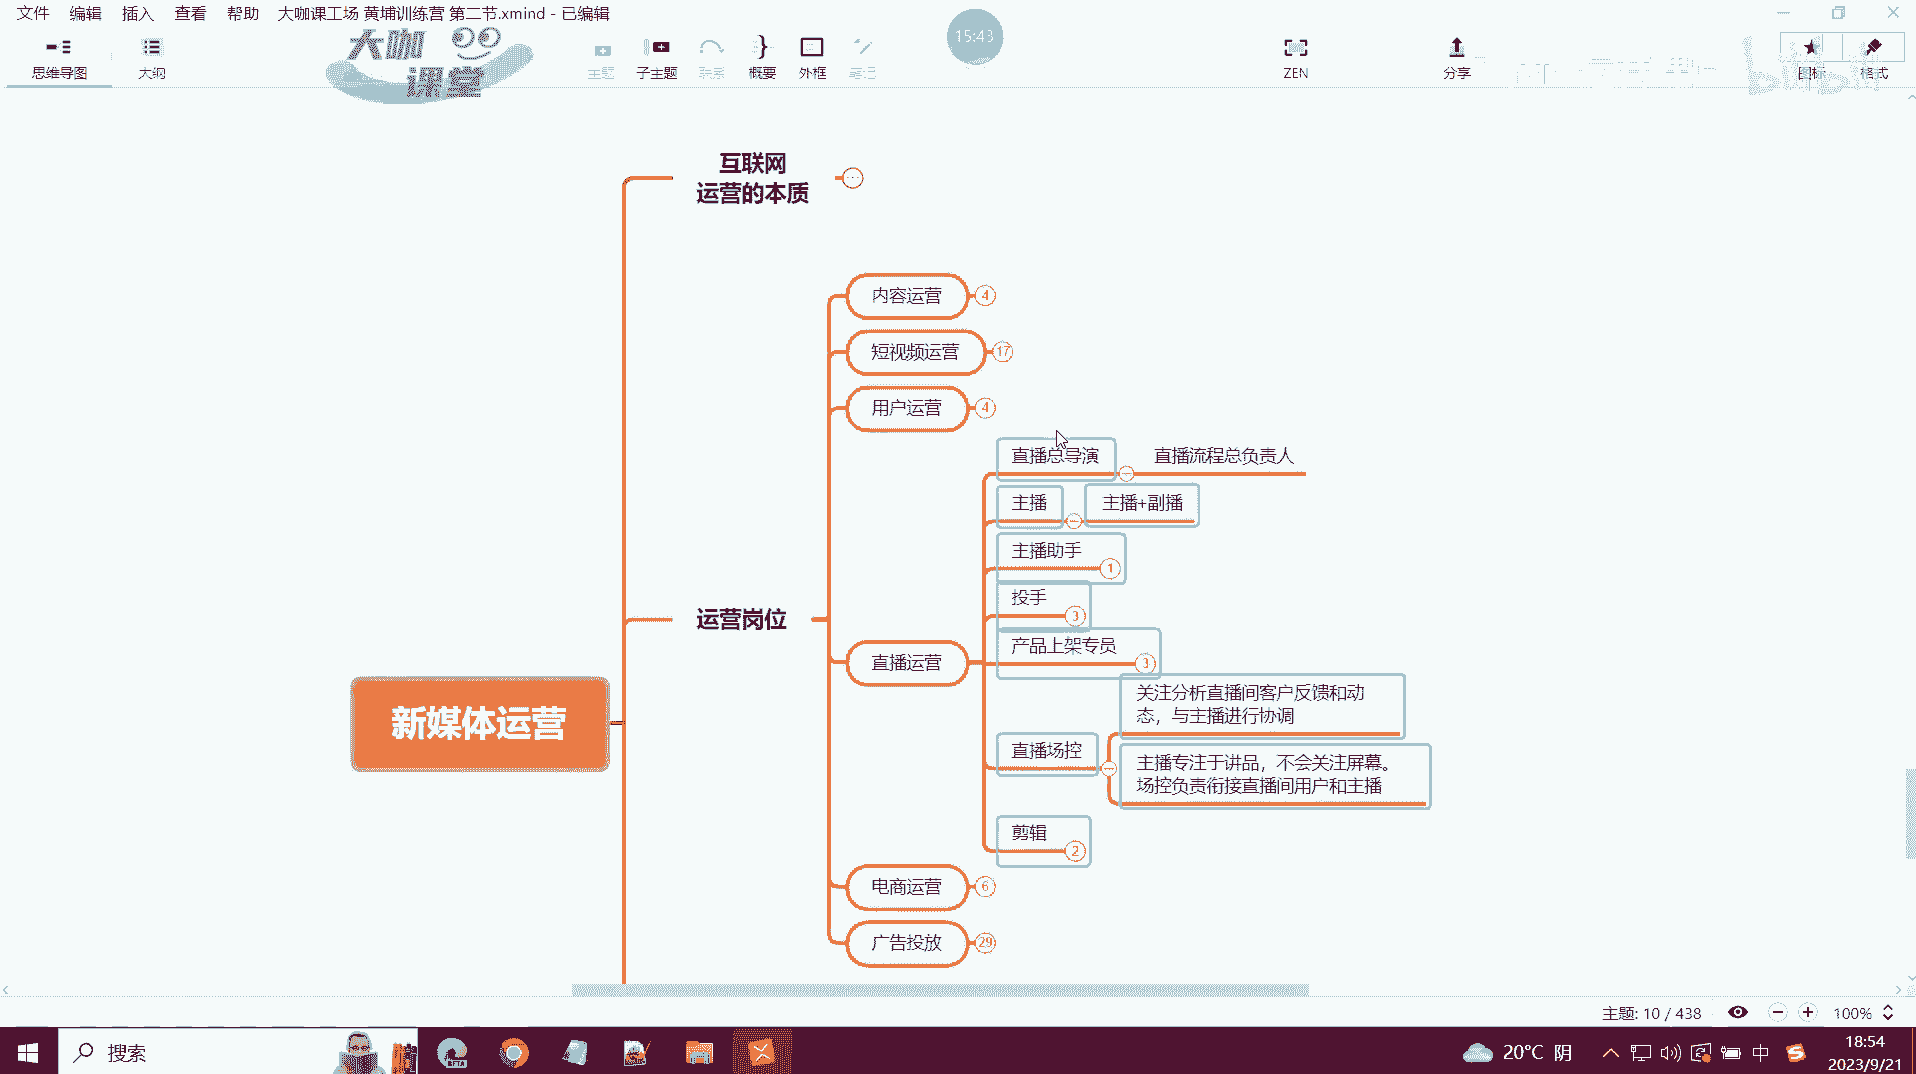 文件 编辑 插入 查看 帮助 大咖课工场 黄埔训练营 第二节.xmind - 已编辑
大咖
课堂
15:43
思维导图 大纲 主题 子主题 联系 概要 外框 笔记 ZEN 分享 图标 格式
bilibili
互联网
运营的本质
内容运营 4
短视频运营 17
用户运营 4
直播总导演 直播流程总负责人
主播 主播+副播
主播助手 1
投手 3
产品上架专员 3
运营岗位
直播运营
关注分析直播间客户反馈和动
态，与主播进行协调
新媒体运营
直播场控
主播专注于讲品，不会关注屏幕。
场控负责衔接直播间用户和主播
剪辑 2
电商运营 6
广告投放 29
主题: 10 / 438 100%
搜索
BETA
20°C 阴
中
18:54
2023/9/21